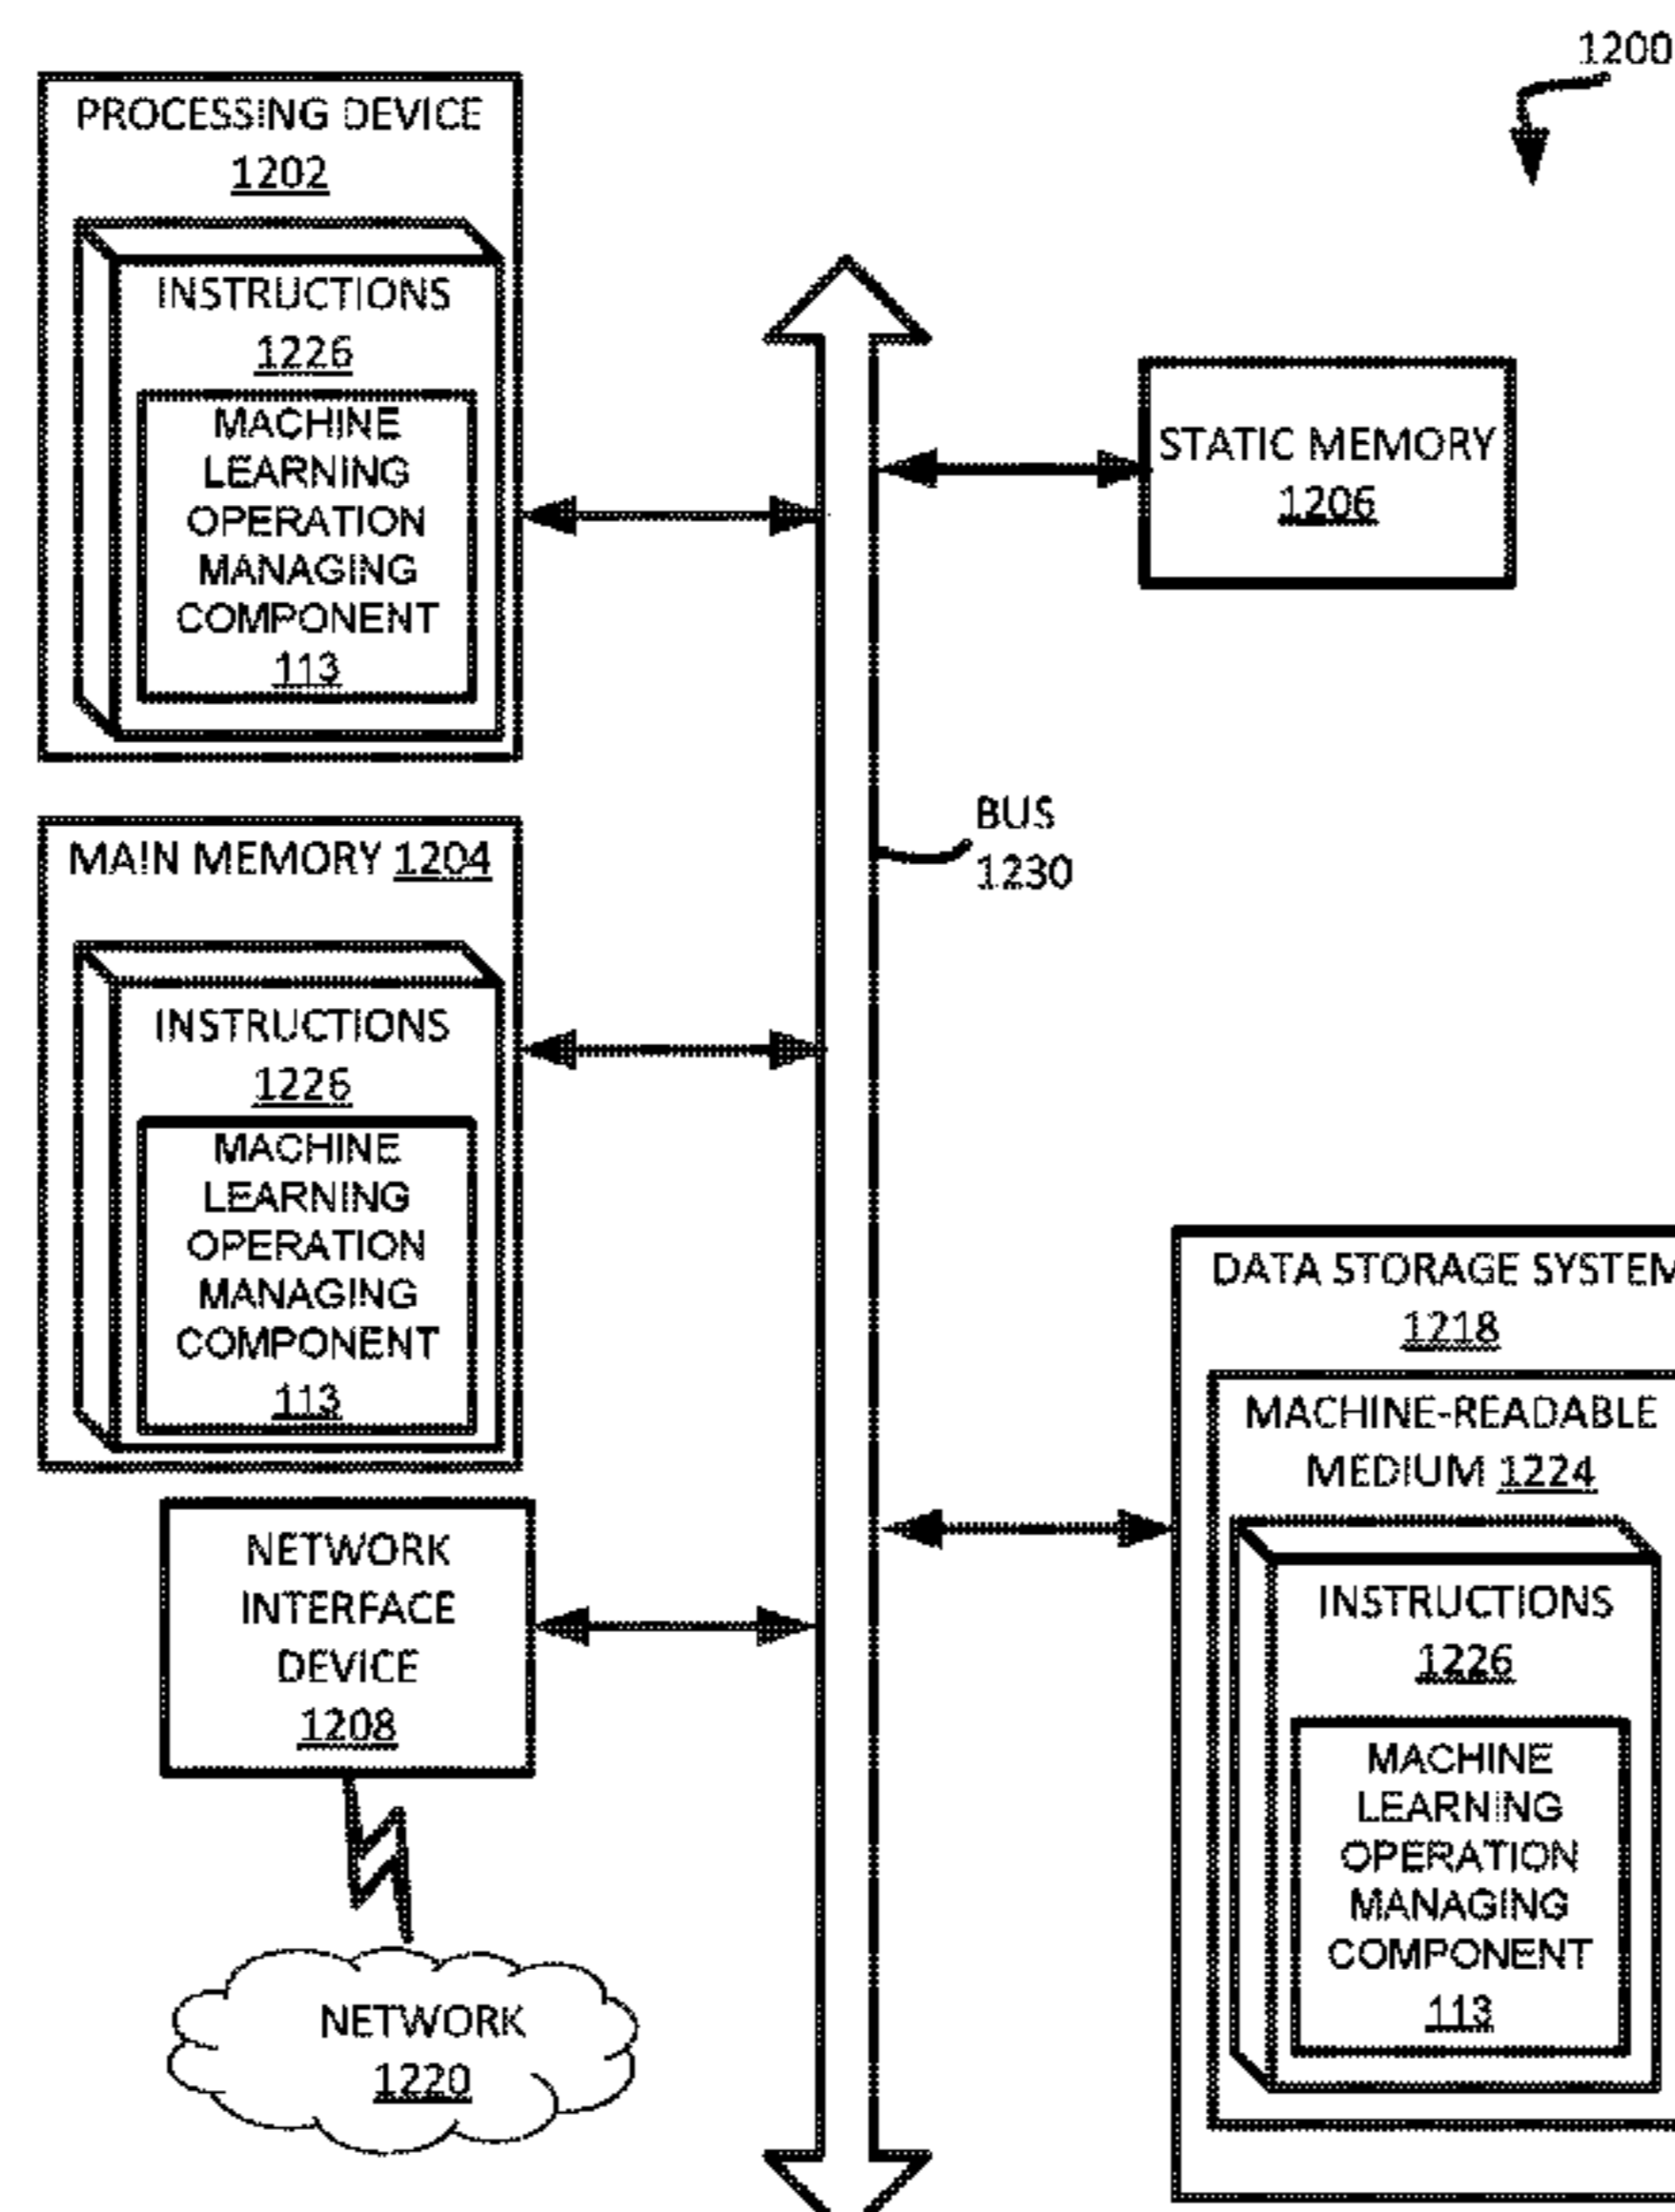 1200
PROCESSING DEVICE
1202
INSTRUCTIONS
1226
MACHINE
LEARNING
OPERATION
MANAGING
COMPONENT
113
STATIC MEMORY
1206
BUS
1230
MAIN MEMORY 1204
INSTRUCTIONS
1226
MACHINE
LEARNING
OPERATION
MANAGING
COMPONENT
113
NETWORK
INTERFACE
DEVICE
1208
NETWORK
1220
DATA STORAGE SYSTEM
1218
MACHINE-READABLE
MEDIUM 1224
INSTRUCTIONS
1226
MACHINE
LEARNING
OPERATION
MANAGING
COMPONENT
113